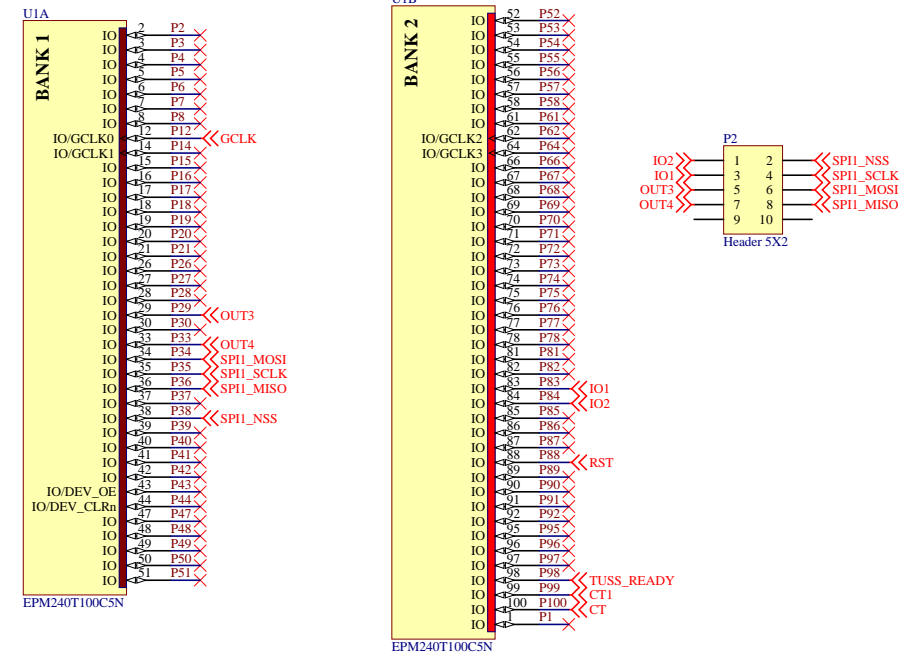 U1A
BANK 1
IO 2 P2
IO 3 P3
IO 4 P4
IO 5 P5
IO 6 P6
IO 7 P7
IO 8 P8
IO/GCLK0 12 P12 GCLK
IO/GCLK1 14 P14
IO 15 P15
IO 16 P16
IO 17 P17
IO 18 P18
IO 19 P19
IO 20 P20
IO 21 P21
IO 26 P26
IO 27 P27
IO 28 P28
IO 29 P29 OUT3
IO 30 P30
IO 33 P33 OUT4
IO 34 P34 SPI1_MOSI
IO 35 P35 SPI1_SCLK
IO 36 P36 SPI1_MISO
IO 37 P37
IO 38 P38 SPI1_NSS
IO 39 P39
IO 40 P40
IO 41 P41
IO 42 P42
IO/DEV_OE 43 P43
IO/DEV_CLRn 44 P44
IO 47 P47
IO 48 P48
IO 49 P49
IO 50 P50
IO 51 P51
EPM240T100C5N
U1B
BANK 2
IO 52 P52
IO 53 P53
IO 54 P54
IO 55 P55
IO 56 P56
IO 57 P57
IO 58 P58
IO 61 P61
IO/GCLK2 62 P62
IO/GCLK3 64 P64
IO 66 P66
IO 67 P67
IO 68 P68
IO 69 P69
IO 70 P70
IO 71 P71
IO 72 P72
IO 73 P73
IO 74 P74
IO 75 P75
IO 76 P76
IO 77 P77
IO 78 P78
IO 81 P81
IO 82 P82
IO 83 P83 IO1
IO 84 P84 IO2
IO 85 P85
IO 86 P86
IO 87 P87
IO 88 P88 RST
IO 89 P89
IO 90 P90
IO 91 P91
IO 92 P92
IO 95 P95
IO 96 P96
IO 97 P97
IO 98 P98 TUSS_READY
IO 99 P99 CT1
IO 100 P100 CT
IO 1 P1
EPM240T100C5N
P2
IO2 1 2 SPI1_NSS
IO1 3 4 SPI1_SCLK
OUT3 5 6 SPI1_MOSI
OUT4 7 8 SPI1_MISO
9 10
Header 5X2